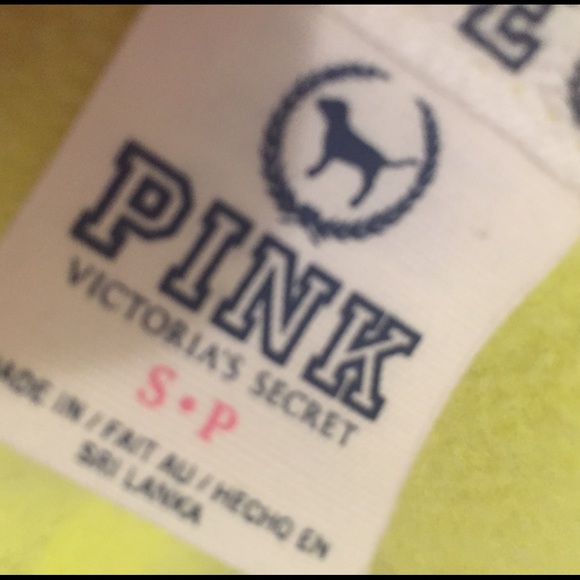 PINK
VICTORIA'S SECRET
S•P
MADE IN / FAIT AU / HECHO EN
SRI LANKA